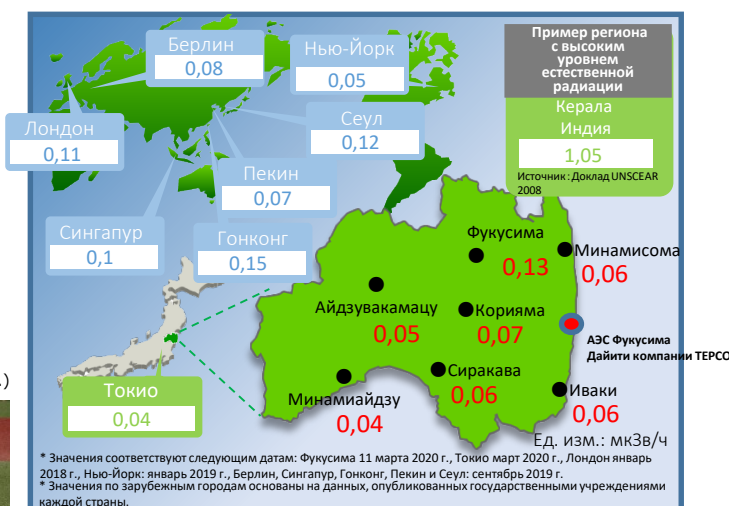 Берлин
0,08
Нью-Йорк
0,05
Пример региона
с высоким
уровнем
естественной
радиации
Керала
Индия
1,05
Источник : Доклад UNSCEAR
2008
Лондон
0,11
Сеул
0,12
Пекин
0,07
Сингапур
0,1
Гонконг
0,15
Фукусима
0,13
Минамисома
0,06
Айдзувакамацу
0,05
Корияма
0,07
АЭС Фукусима
Дайити компании ТЕРСО
Токио
0,04
Минамиайдзу
0,04
Сиракава
0,06
Иваки
0,06
Ед. изм.: мкЗв/ч
.)
* Значения соответствуют следующим датам: Фукусима 11 марта 2020 г., Токио март 2020 г., Лондон январь
2018 г., Нью-Йорк: январь 2019 г., Берлин, Сингапур, Гонконг, Пекин и Сеул: сентябрь 2019 г.
* Значения по зарубежным городам основаны на данных, опубликованных государственными учреждениями
каждой страны.